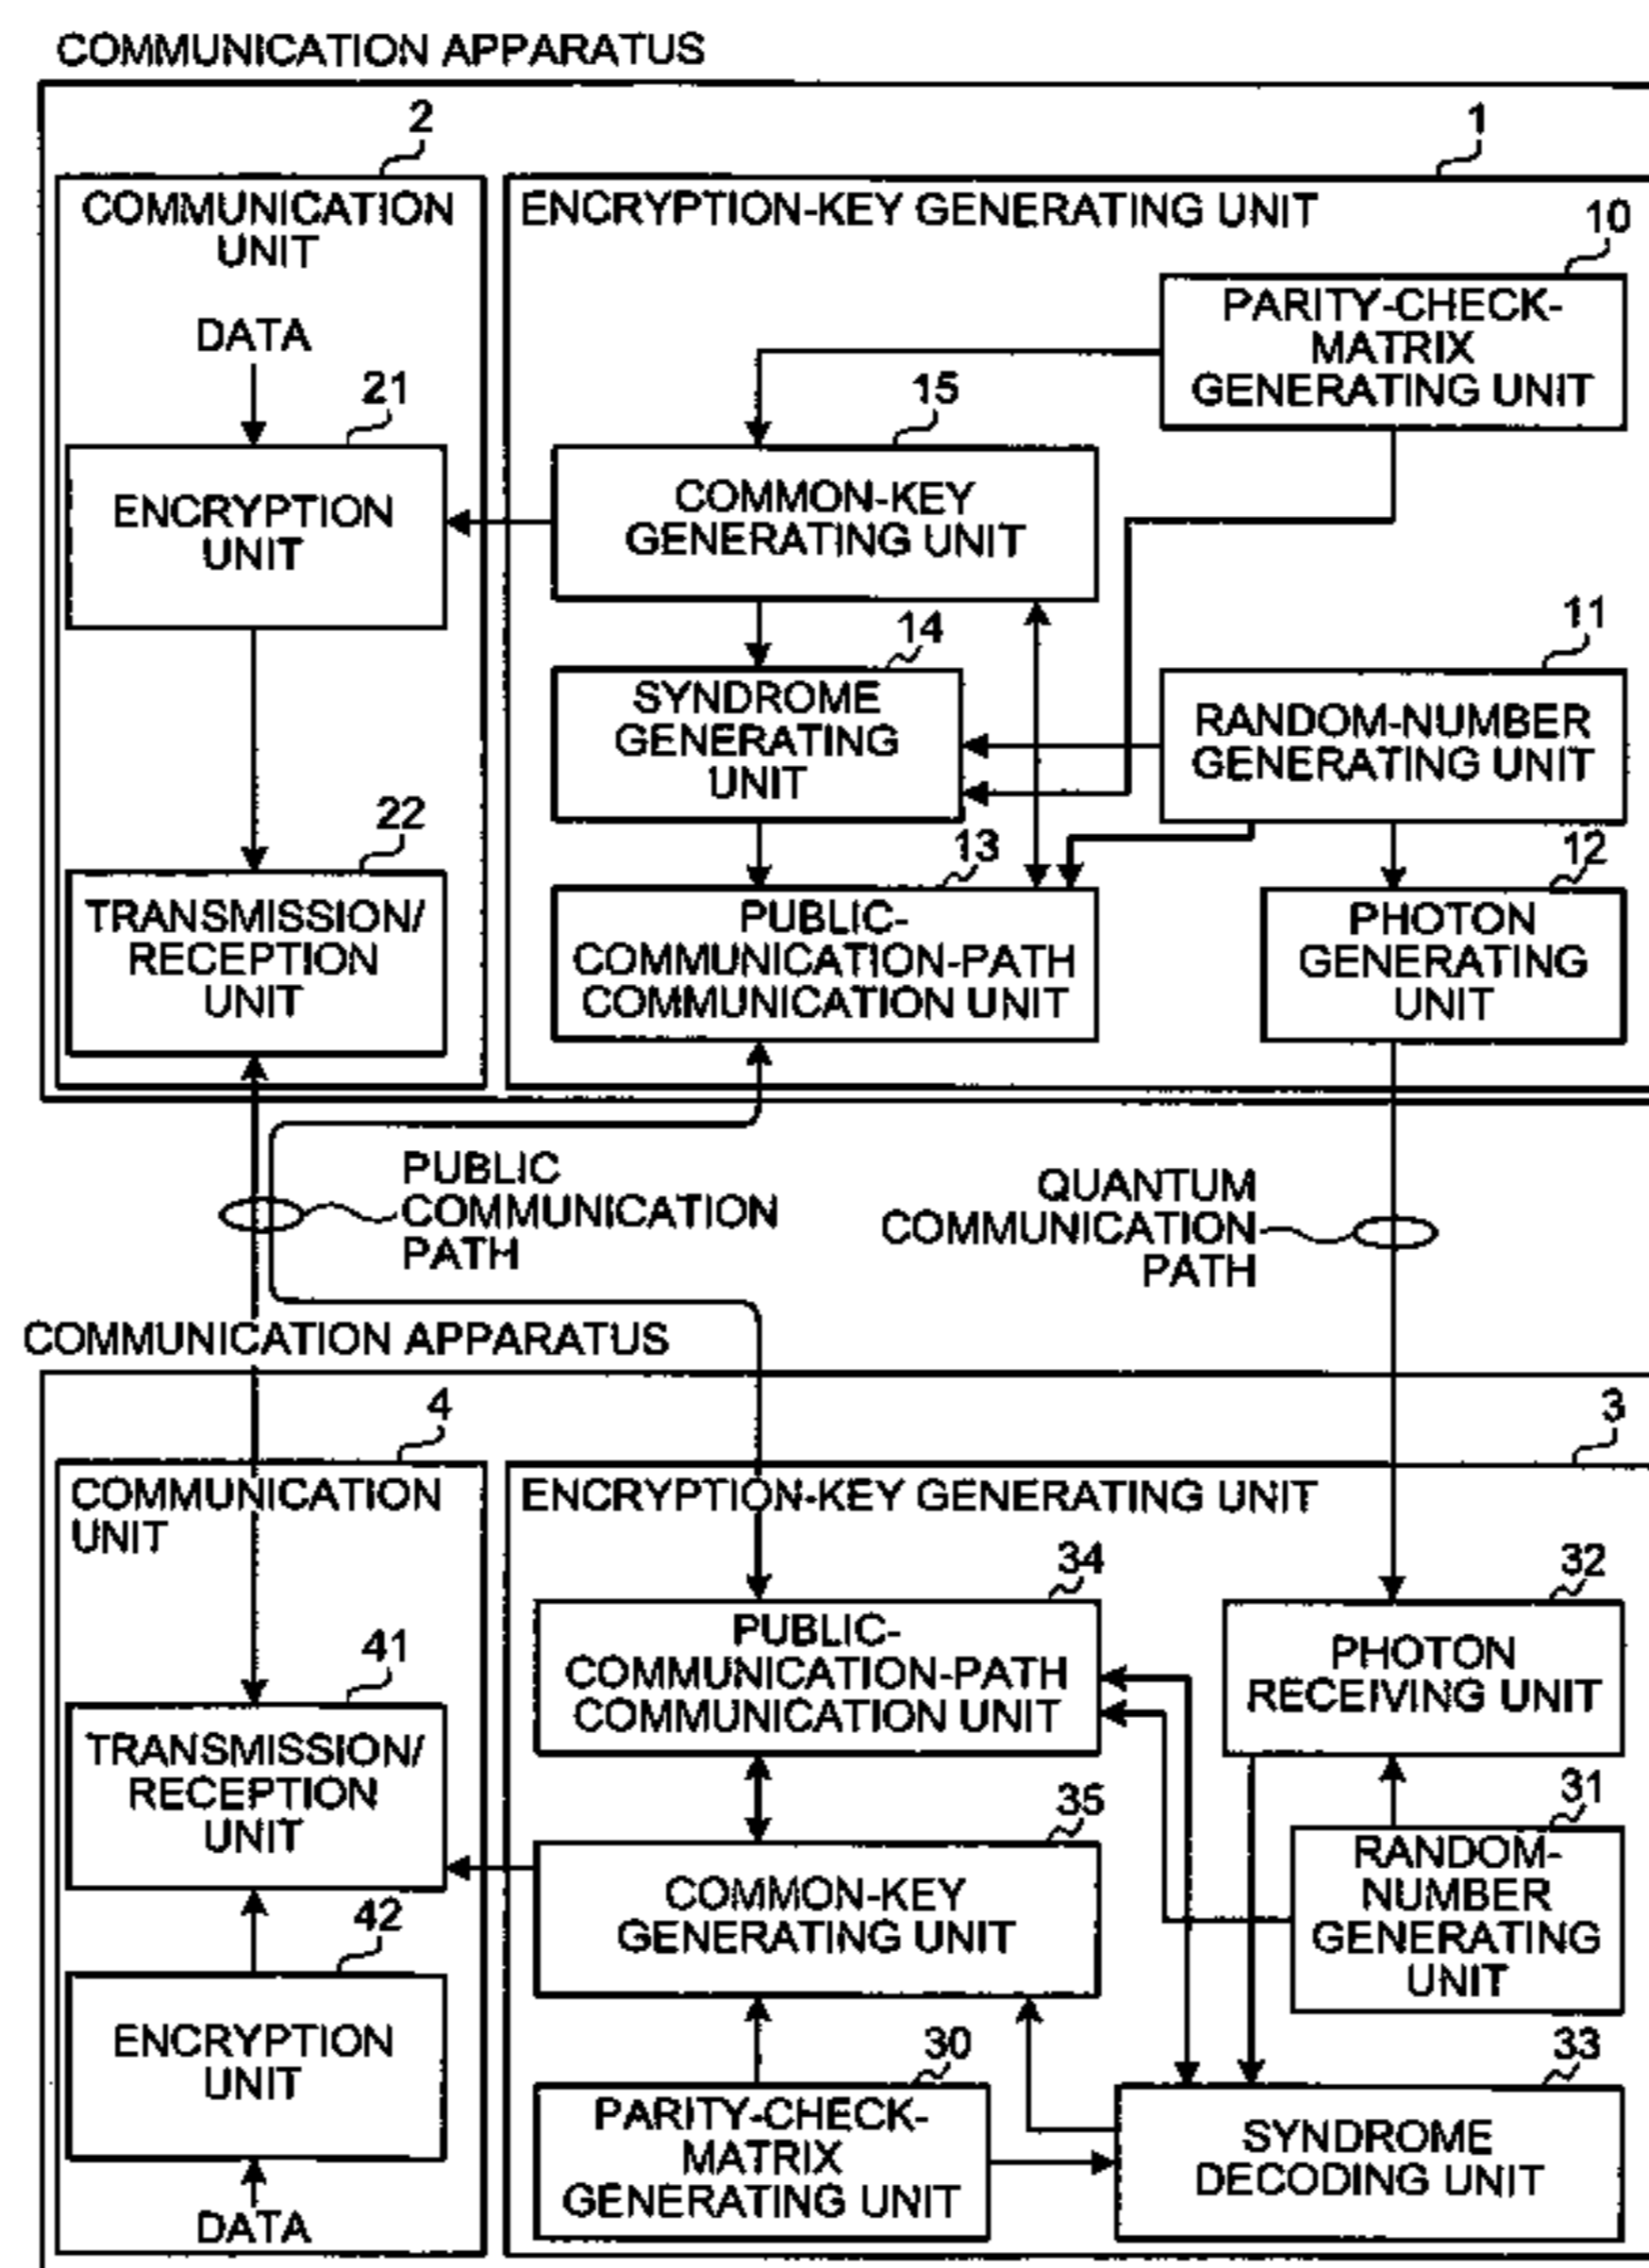 COMMUNICATION APPARATUS
2
1
COMMUNICATION
UNIT
ENCRYPTION-KEY GENERATING UNIT
10
PARITY-CHECK-
MATRIX
GENERATING UNIT
DATA
21
15
ENCRYPTION
UNIT
COMMON-KEY
GENERATING UNIT
14
11
SYNDROME
GENERATING
UNIT
RANDOM-NUMBER
GENERATING UNIT
22
13
12
TRANSMISSION/
RECEPTION
UNIT
PUBLIC-
COMMUNICATION-PATH
COMMUNICATION UNIT
PHOTON
GENERATING
UNIT
PUBLIC
COMMUNICATION
PATH
QUANTUM
COMMUNICATION
PATH
COMMUNICATION APPARATUS
4
3
COMMUNICATION
UNIT
ENCRYPTION-KEY GENERATING UNIT
34
32
PUBLIC-
COMMUNICATION-PATH
COMMUNICATION UNIT
PHOTON
RECEIVING UNIT
41
TRANSMISSION/
RECEPTION
UNIT
35
31
COMMON-KEY
GENERATING UNIT
RANDOM-
NUMBER
GENERATING
UNIT
42
ENCRYPTION
UNIT
30
33
PARITY-CHECK-
MATRIX
GENERATING UNIT
SYNDROME
DECODING UNIT
DATA